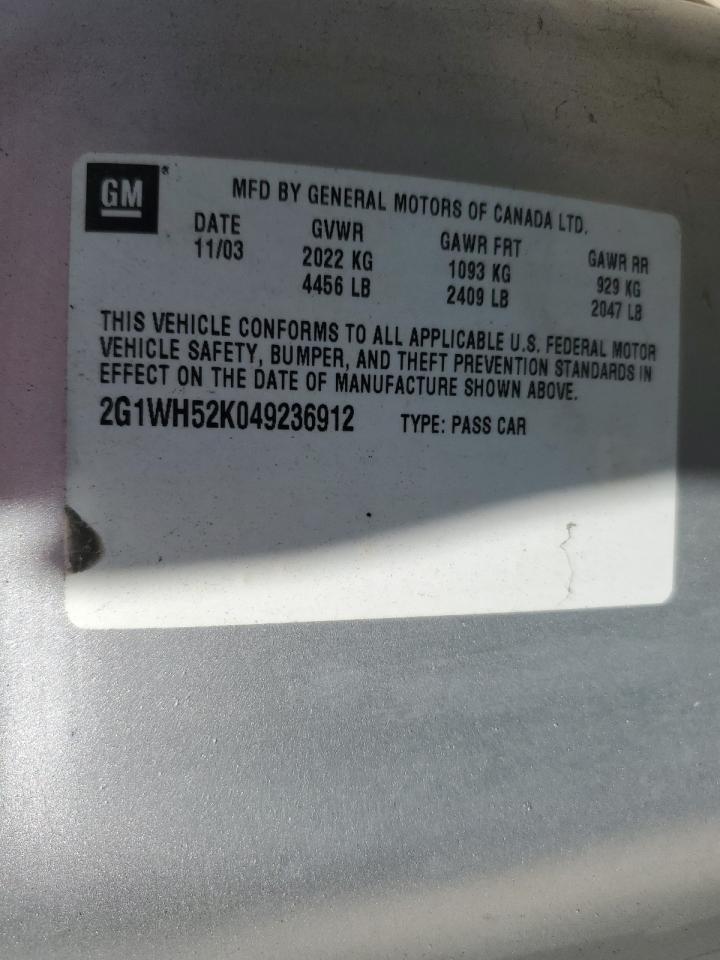 GM ®
MFD BY GENERAL MOTORS OF CANADA LTD.
DATE GVWR GAWR FRT GAWR RR
11/03 2022 KG 1093 KG 929 KG
4456 LB 2409 LB 2047 LB
THIS VEHICLE CONFORMS TO ALL APPLICABLE U.S. FEDERAL MOTOR
VEHICLE SAFETY, BUMPER, AND THEFT PREVENTION STANDARDS IN
EFFECT ON THE DATE OF MANUFACTURE SHOWN ABOVE.
2G1WH52K049236912 TYPE: PASS CAR